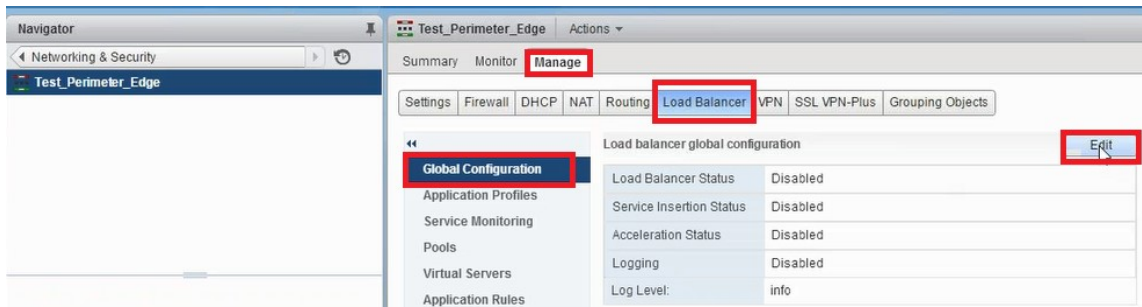 Navigator
Networking & Security
Test_Perimeter_Edge
Test_Perimeter_Edge Actions
Summary Monitor Manage
Settings Firewall DHCP NAT Routing Load Balancer VPN SSL VPN-Plus Grouping Objects
Global Configuration
Application Profiles
Service Monitoring
Pools
Virtual Servers
Application Rules
Load balancer global configuration Edit
Load Balancer Status Disabled
Service Insertion Status Disabled
Acceleration Status Disabled
Logging Disabled
Log Level: info